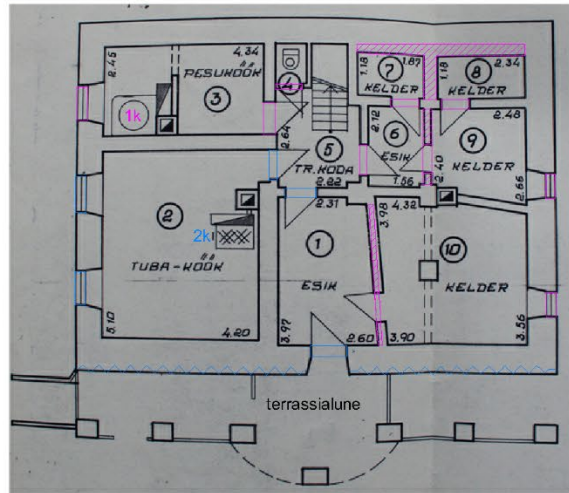 2.45
4.34
PESUKÖÖK
1k
3
4
2.64
1.18
1.87
7
KELDER
1.18
2.34
8
KELDER
2.12
6
ESIK
1.56
2.40
2.48
9
KELDER
2.66
5
TR.KODA
2.22
2
2k
TUBA-KÖÖK
5.10
4.20
2.31
1
ESIK
3.97
2.60
3.98
4.32
10
KELDER
3.90
3.56
terrassialune